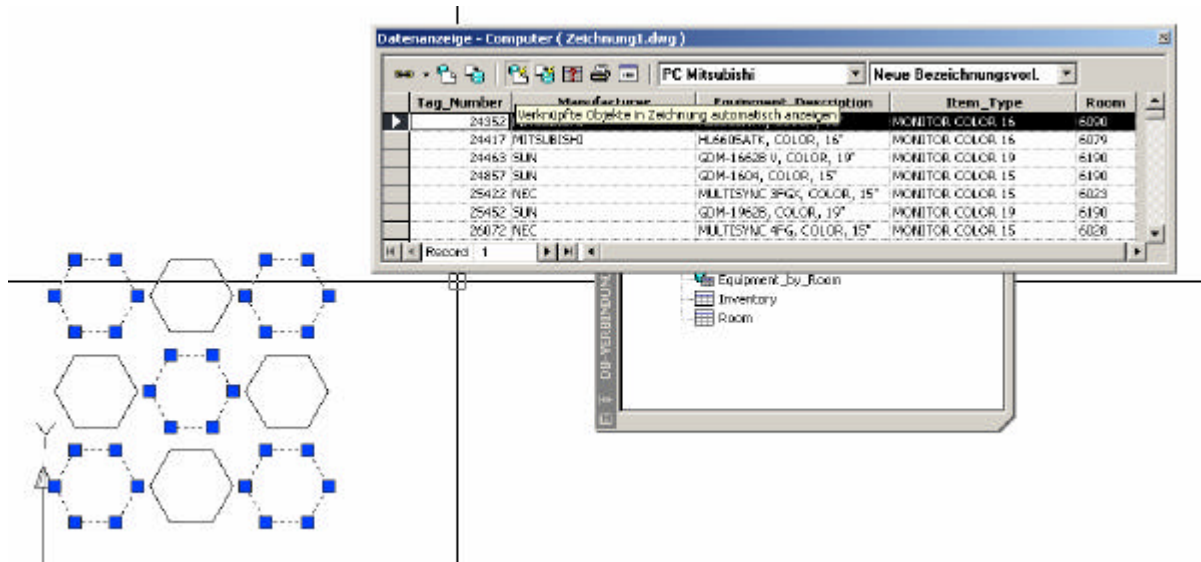 Datenanzeige - Computer ( Zeichnung1.dwg )
PC Mitsubishi Neue Bezeichnungsvorl.
Tag_Number Manufacturer Equipment_Description Item_Type Room
Verknüpfte Objekte in Zeichnung automatisch anzeigen
24352 MONITOR COLOR 16 6090
24417 MITSUBISHI HL6605ATK, COLOR, 16" MONITOR COLOR 16 6079
24463 SUN GDM-1662B V, COLOR, 19" MONITOR COLOR 19 6190
24857 SUN GDM-1604, COLOR, 15" MONITOR COLOR 15 6190
25422 NEC MULTISYNC 3FGX, COLOR, 15" MONITOR COLOR 15 6023
25452 SUN GDM-1962B, COLOR, 19" MONITOR COLOR 19 6190
26072 NEC MULTISYNC 4FG, COLOR, 15" MONITOR COLOR 15 6028
Record 1
Equipment_by_Room
Inventory
Room
Y